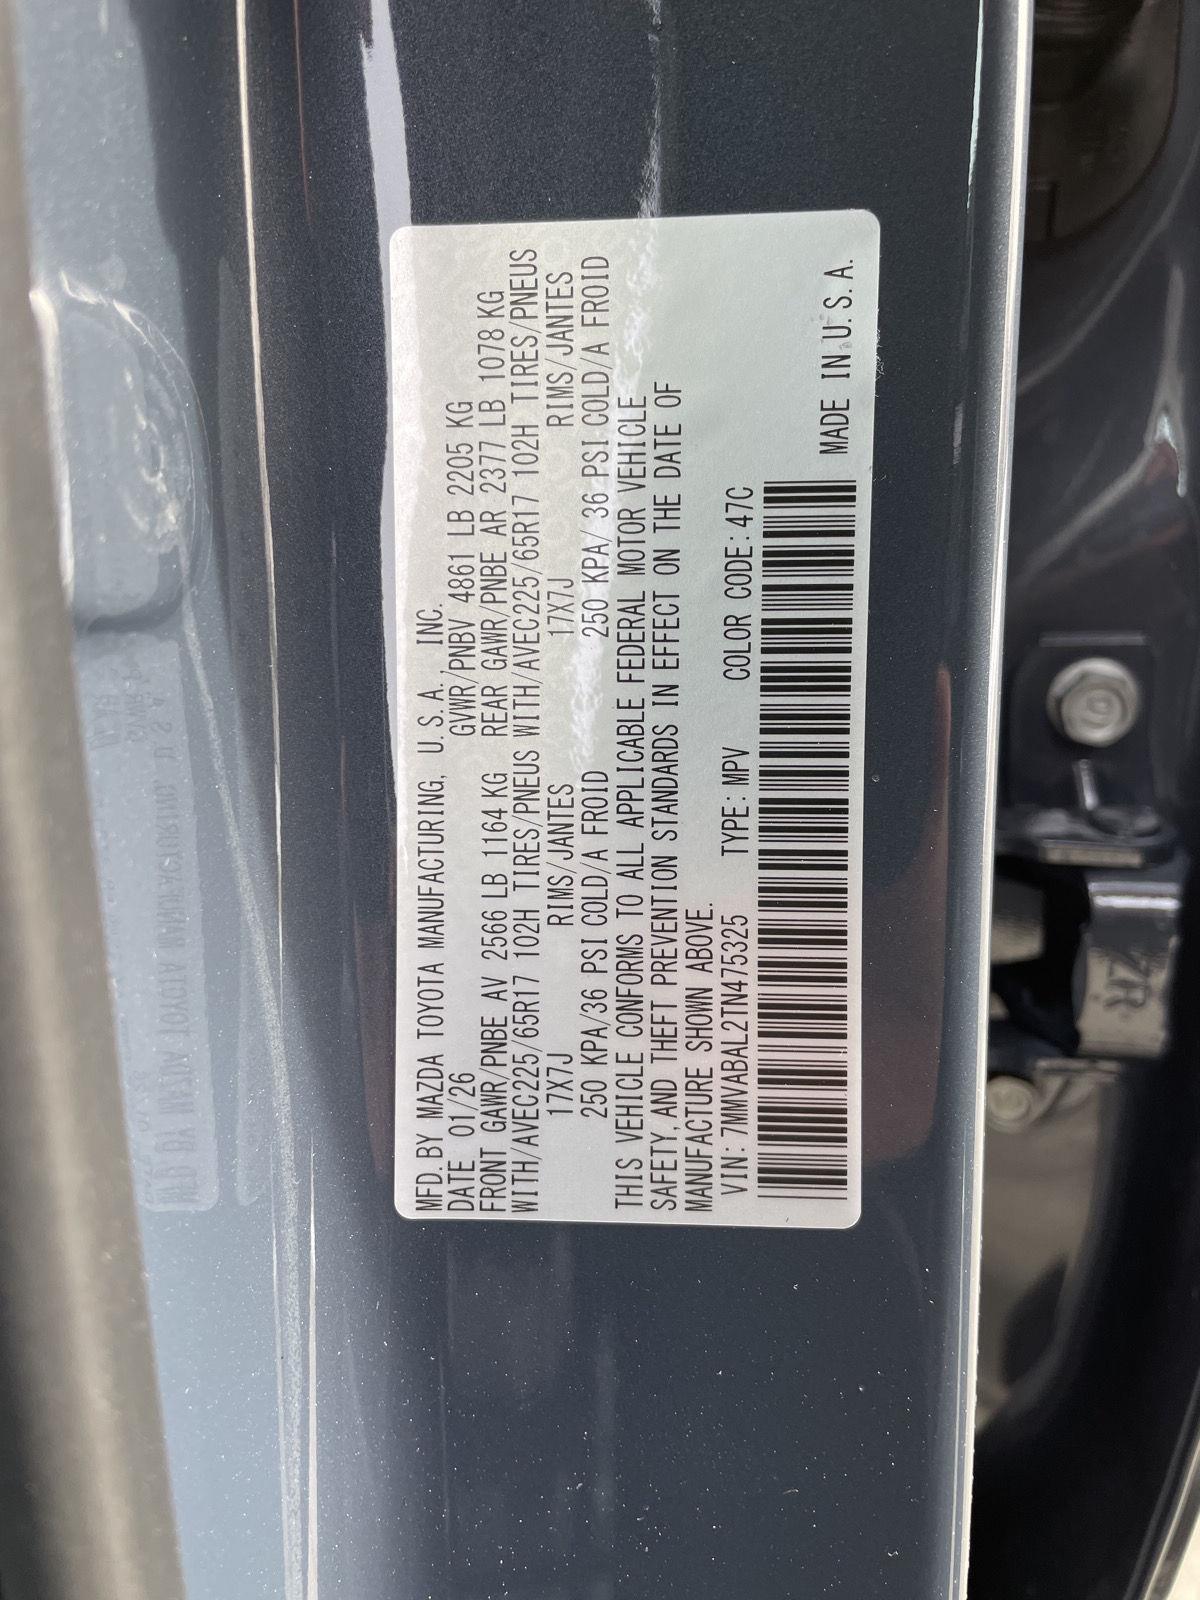 MFD. BY MAZDA TOYOTA MANUFACTURING, U.S.A., INC.
DATE 01/26 GVWR/PNBV 4861 LB 2205 KG
FRONT GAWR/PNBE AV 2566 LB 1164 KG REAR GAWR/PNBE AR 2377 LB 1078 KG
WITH/AVEC225/65R17 102H TIRES/PNEUS WITH/AVEC225/65R17 102H TIRES/PNEUS
17X7J RIMS/JANTES 17X7J RIMS/JANTES
250 KPA/36 PSI COLD/A FROID 250 KPA/ 36 PSI COLD/A FROID
THIS VEHICLE CONFORMS TO ALL APPLICABLE FEDERAL MOTOR VEHICLE
SAFETY, AND THEFT PREVENTION STANDARDS IN EFFECT ON THE DATE OF
MANUFACTURE SHOWN ABOVE.
VIN: 7MMVABAL2TN475325 TYPE: MPV COLOR CODE: 47C
MADE IN U.S.A.
ZR